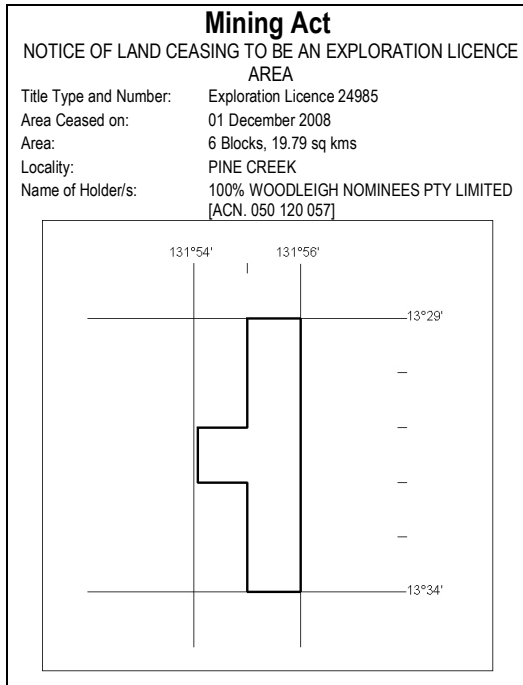 Mining Act
NOTICE OF LAND CEASING TO BE AN EXPLORATION LICENCE
AREA
Title Type and Number: Exploration Licence 24985
Area Ceased on: 01 December 2008
Area: 6 Blocks, 19.79 sq kms
Locality: PINE CREEK
Name of Holder/s: 100% WOODLEIGH NOMINEES PTY LIMITED
[ACN. 050 120 057]
131°54' 131°56'
13°29'
13°34'